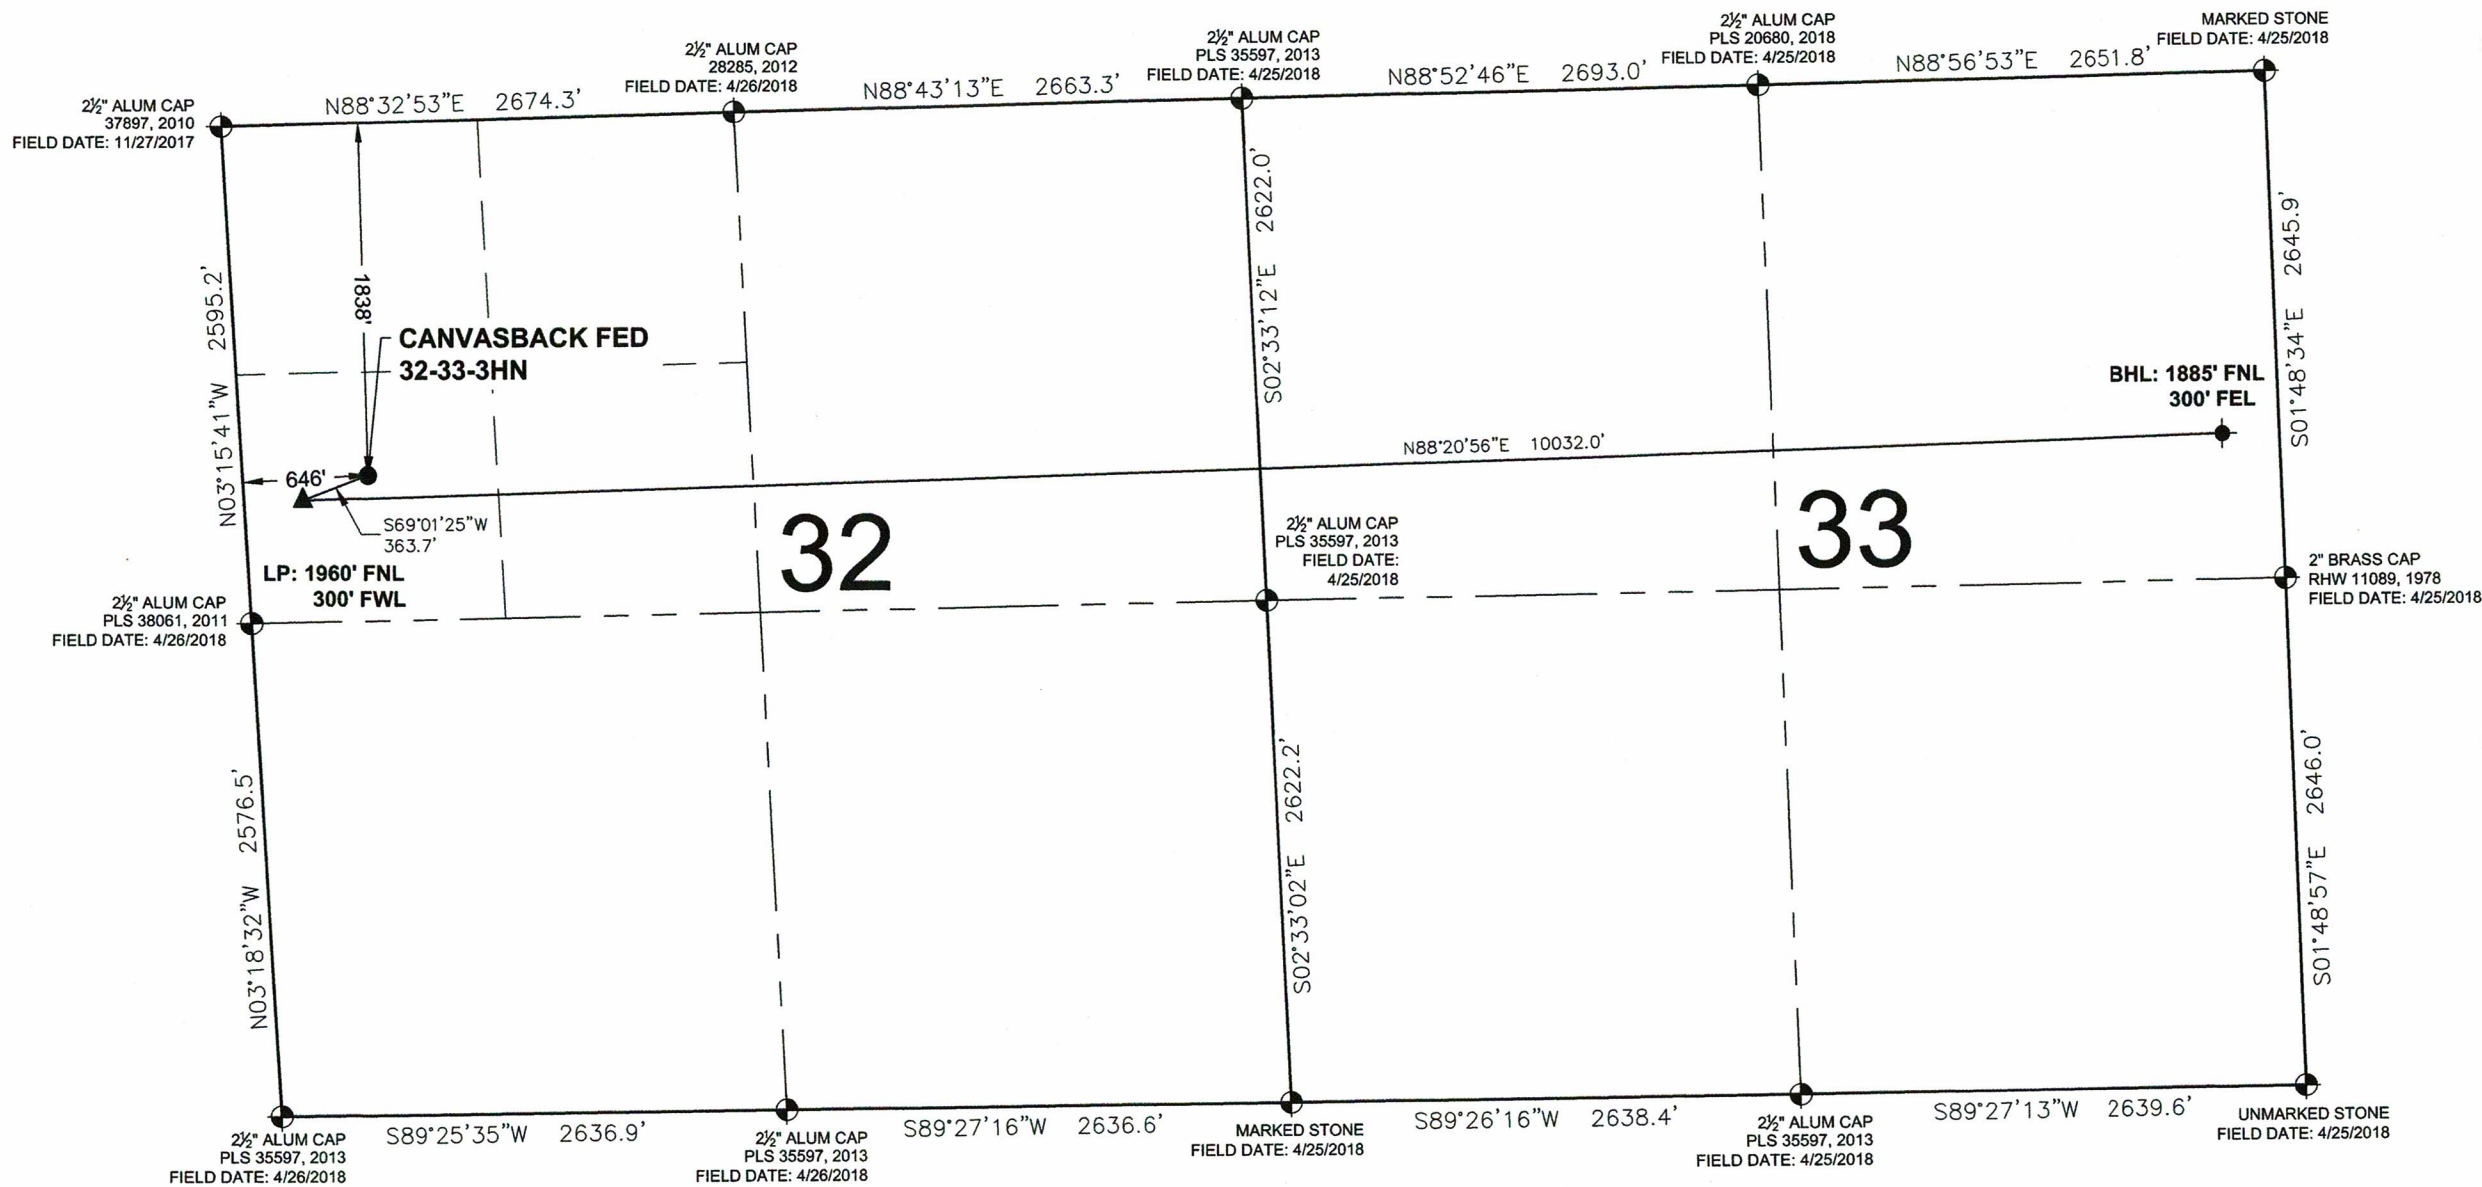 MARKED STONE
FIELD DATE: 4/25/2018
2½" ALUM CAP
PLS 20680, 2018
FIELD DATE: 4/25/2018
2½" ALUM CAP
PLS 35597, 2013
FIELD DATE: 4/25/2018
2½" ALUM CAP
28285, 2012
FIELD DATE: 4/26/2018
2½" ALUM CAP
37897, 2010
FIELD DATE: 11/27/2017
N88°32'53"E 2674.3'
N88°43'13"E 2663.3'
N88°52'46"E 2693.0'
N88°56'53"E 2651.8'
N03°15'41"W 2595.2'
1838'
S02°33'12"E 2622.0'
S01°48'34"E 2645.9'
CANVASBACK FED
32-33-3HN
BHL: 1885' FNL
300' FEL
N88°20'56"E 10032.0'
646'
S69°01'25"W
363.7'
LP: 1960' FNL
300' FWL
32
33
2½" ALUM CAP
PLS 35597, 2013
FIELD DATE:
4/25/2018
2" BRASS CAP
RHW 11089, 1978
FIELD DATE: 4/25/2018
2½" ALUM CAP
PLS 38061, 2011
FIELD DATE: 4/26/2018
N03°18'32"W 2576.5'
S02°33'02"E 2622.2'
S01°48'57"E 2646.0'
S89°25'35"W 2636.9'
S89°27'16"W 2636.6'
S89°26'16"W 2638.4'
S89°27'13"W 2639.6'
2½" ALUM CAP
PLS 35597, 2013
FIELD DATE: 4/26/2018
2½" ALUM CAP
PLS 35597, 2013
FIELD DATE: 4/26/2018
MARKED STONE
FIELD DATE: 4/25/2018
2½" ALUM CAP
PLS 35597, 2013
FIELD DATE: 4/25/2018
UNMARKED STONE
FIELD DATE: 4/25/2018